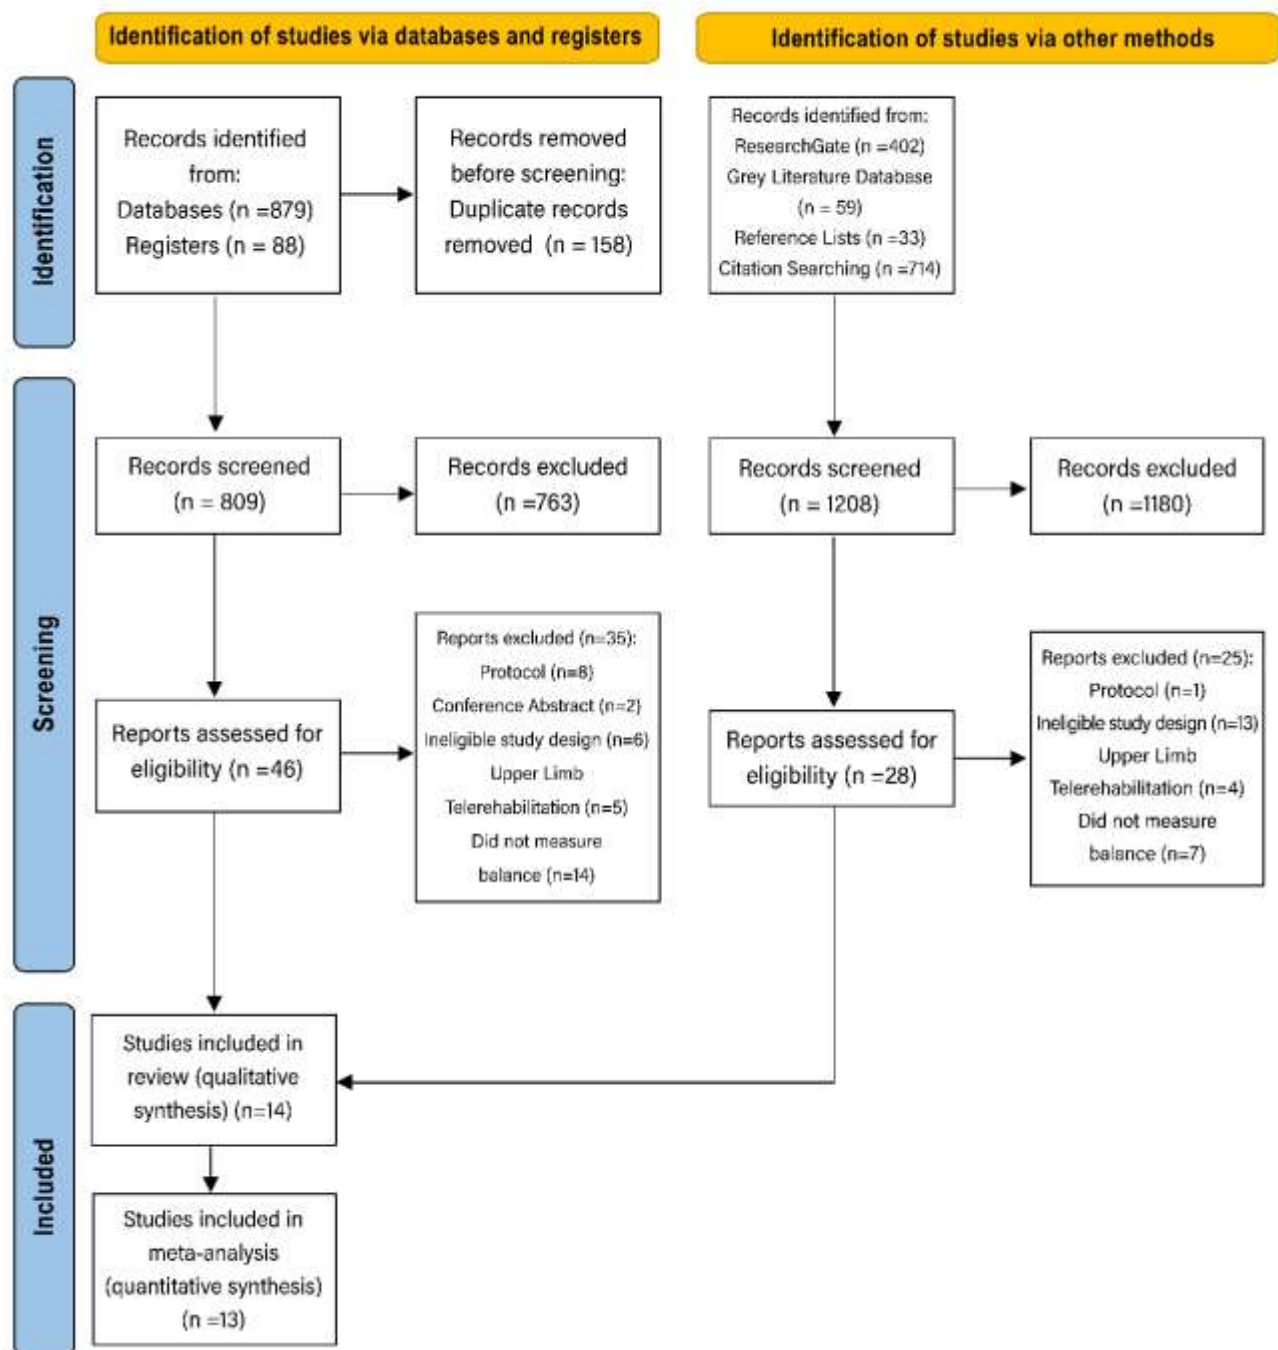 Identification of studies via databases and registers
Identification of studies via other methods
Identification
Records identified
from:
Databases (n =879)
Registers (n = 88)
Records removed
before screening:
Duplicate records
removed (n = 158)
Records identified from:
ResearchGate (n =402)
Grey Literature Database
(n = 59)
Reference Lists (n =33)
Citation Searching (n =714)
Screening
Records screened
(n = 809)
Records excluded
(n =763)
Records screened
(n = 1208)
Records excluded
(n =1180)
Reports assessed for
eligibility (n =46)
Reports excluded (n=35):
Protocol (n=8)
Conference Abstract (n=2)
Ineligible study design (n=6)
Upper Limb
Telerehabilitation (n=5)
Did not measure
balance (n=14)
Reports assessed for
eligibility (n =28)
Reports excluded (n=25):
Protocol (n=1)
Ineligible study design (n=13)
Upper Limb
Telerehabilitation (n=4)
Did not measure
balance (n=7)
Included
Studies included in
review (qualitative
synthesis) (n=14)
Studies included in
meta-analysis
(quantitative synthesis)
(n =13)